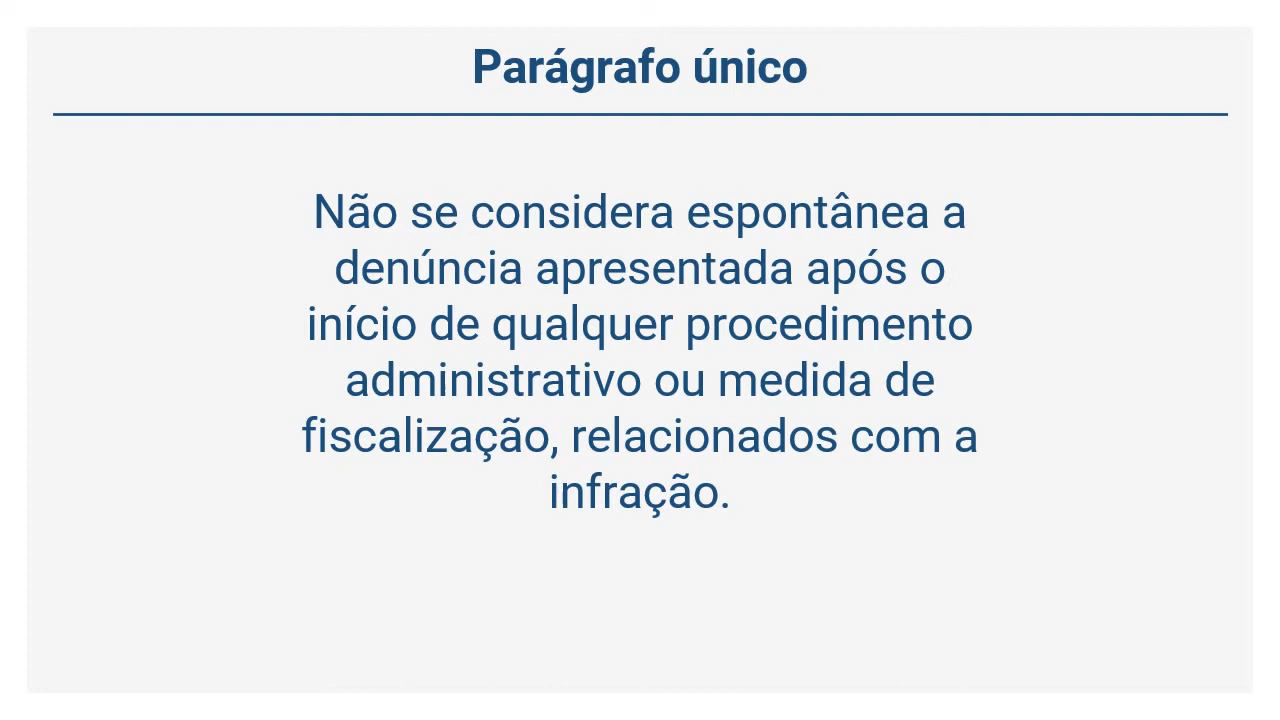 Parágrafo único
Não se considera espontânea a
denúncia apresentada após o
início de qualquer procedimento
administrativo ou medida de
fiscalização, relacionados com a
infração.